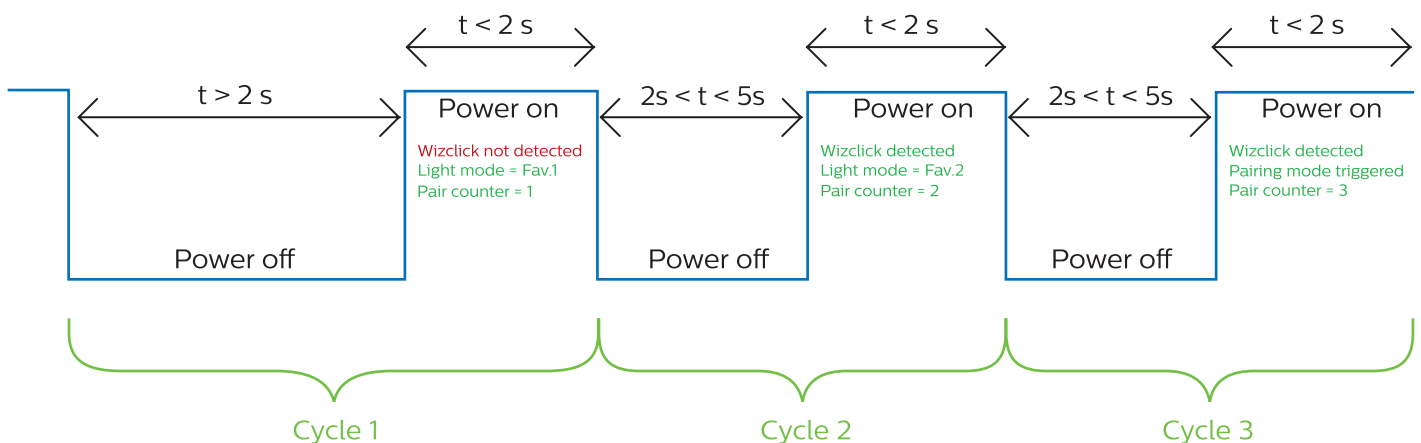 t < 2 s
t < 2 s
t < 2 s
t > 2 s
2s < t < 5s
2s < t < 5s
Power on
Wizclick not detected
Light mode = Fav.1
Pair counter = 1
Power on
Wizclick detected
Light mode = Fav.2
Pair counter = 2
Power on
Wizclick detected
Pairing mode triggered
Pair counter = 3
Power off
Power off
Power off
Cycle 1
Cycle 2
Cycle 3